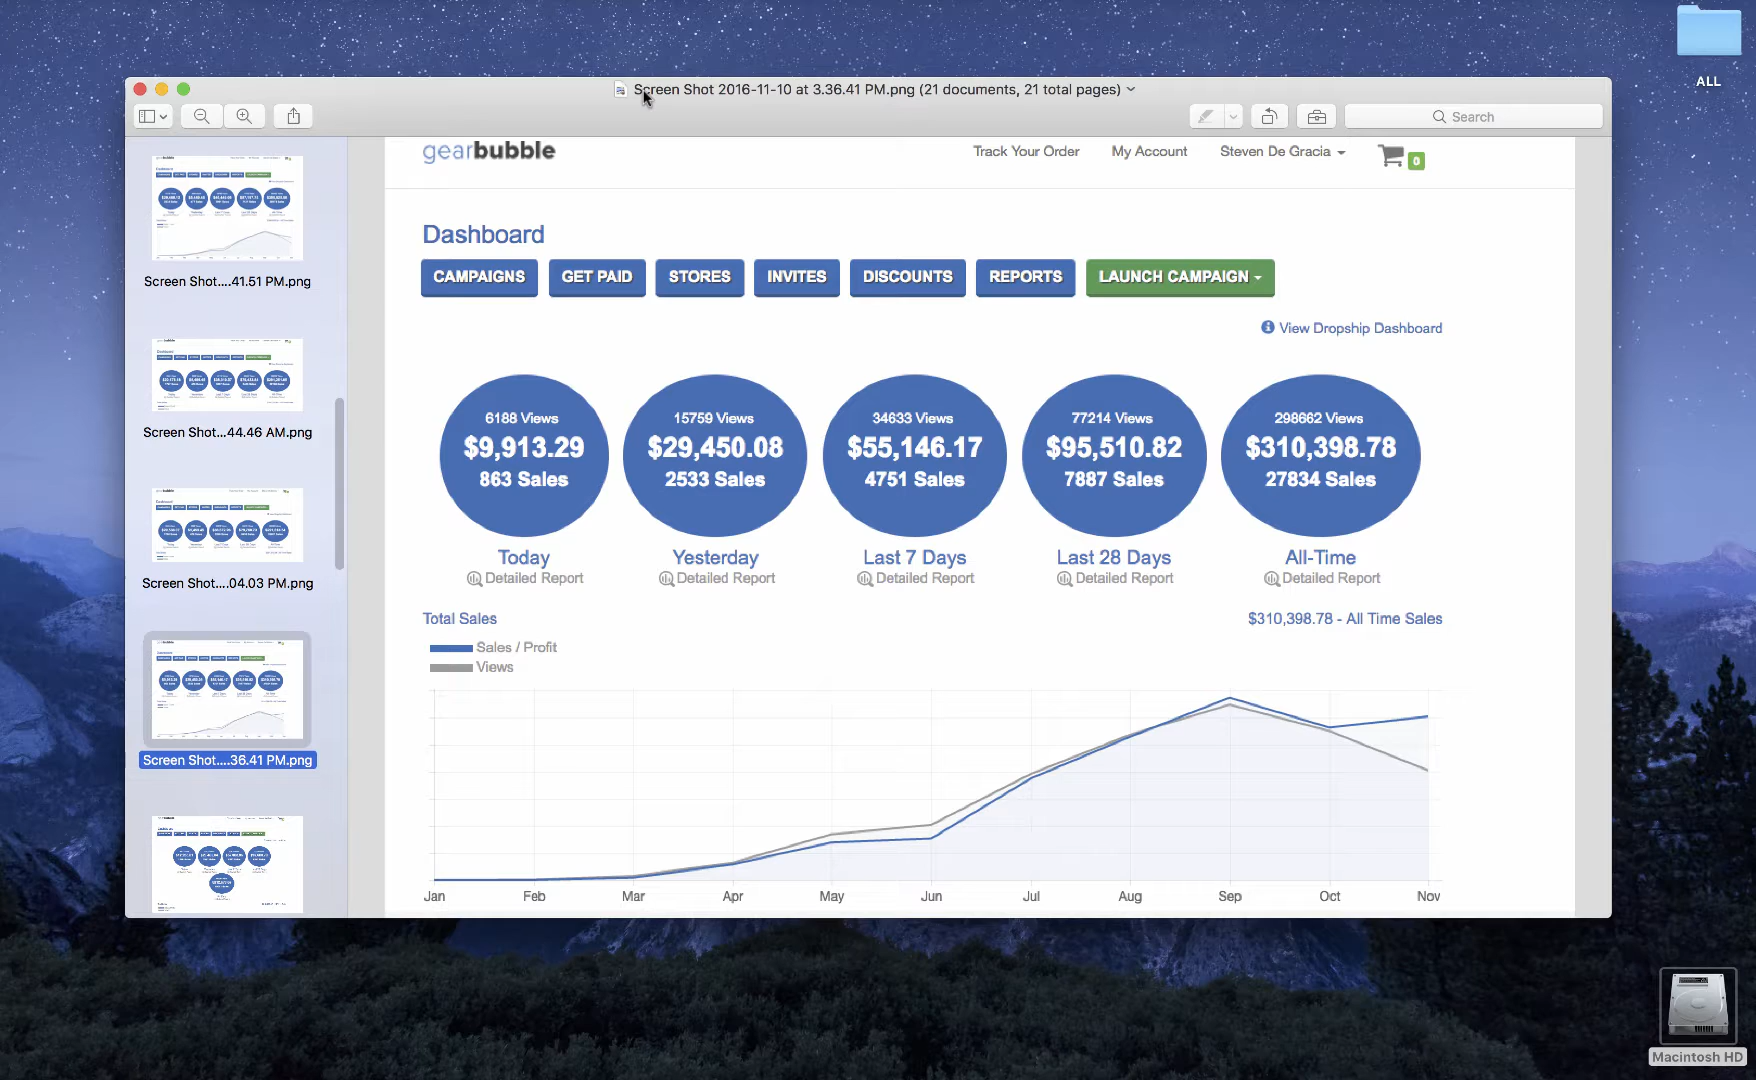 ALL
Screen Shot 2016-11-10 at 3.36.41 PM.png (21 documents, 21 total pages)
Search
Screen Shot....41.51 PM.png
Screen Shot...44.46 AM.png
Screen Shot....04.03 PM.png
Screen Shot....36.41 PM.png
gearbubble
Track Your Order My Account Steven De Gracia 0
Dashboard
CAMPAIGNS GET PAID STORES INVITES DISCOUNTS REPORTS LAUNCH CAMPAIGN
View Dropship Dashboard
6188 Views 15759 Views 34633 Views 77214 Views 298662 Views
$9,913.29 $29,450.08 $55,146.17 $95,510.82 $310,398.78
863 Sales 2533 Sales 4751 Sales 7887 Sales 27834 Sales
Today Yesterday Last 7 Days Last 28 Days All-Time
Detailed Report Detailed Report Detailed Report Detailed Report Detailed Report
Total Sales $310,398.78 - All Time Sales
Sales / Profit
Views
Jan Feb Mar Apr May Jun Jul Aug Sep Oct Nov
Macintosh HD